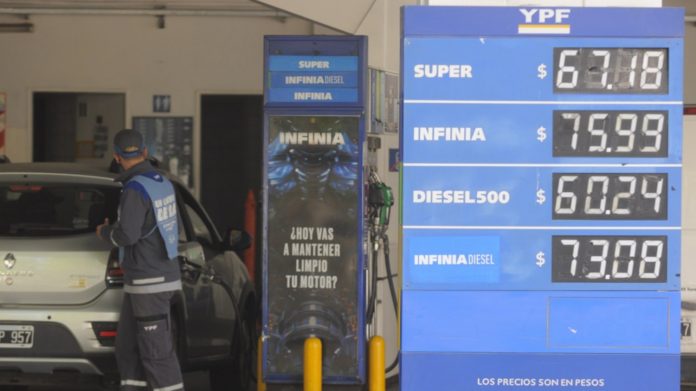 YPF
SUPER $ 67.18
INFINIA $ 75.99
DIESEL500 $ 60.24
INFINIA DIESEL $ 73.08
LOS PRECIOS SON EN PESOS
SUPER
INFINIA DIESEL
INFINIA
INFINIA
¿HOY VAS
A MANTENER
LIMPIO
TU MOTOR?
YPF
P 957